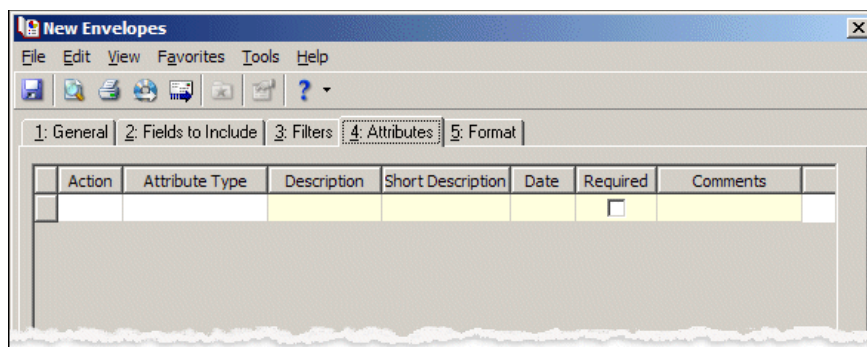 New Envelopes
File Edit View Favorites Tools Help
?
1: General 2: Fields to Include 3: Filters 4: Attributes 5: Format
Action Attribute Type Description Short Description Date Required Comments